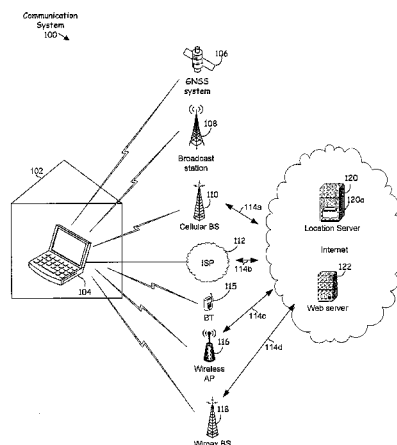 Communication
System
100
106
GNSS
system
108
Broadcast
station
102
110
Cellular BS
114a
120
120a
Location Server
112
ISP
114b
Internet
104
115
BT
122
Web server
116
114c
Wireless
AP
114d
118
Wimax BS